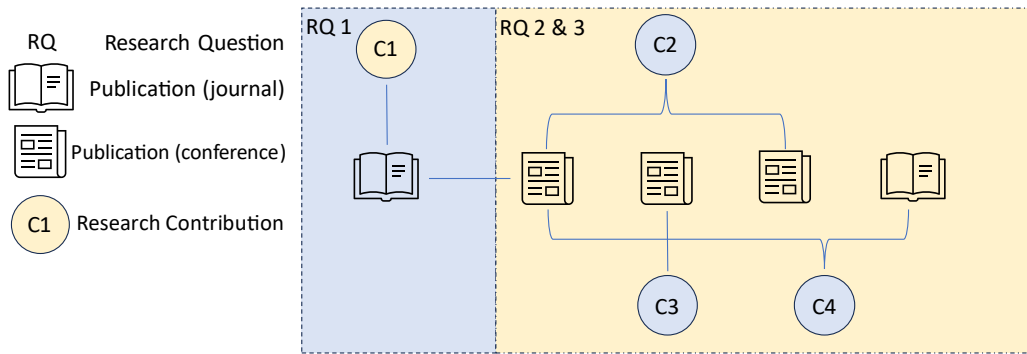 RQ Research Question
Publication (journal)
Publication (conference)
C1 Research Contribution
RQ 1
C1
RQ 2 & 3
C2
C3
C4